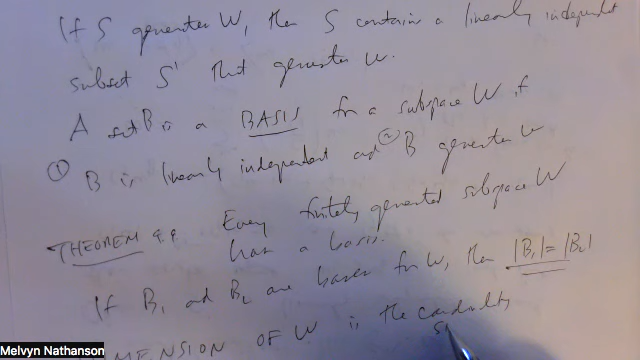 If S generates W, then S contains a linearly independent
subset S' that generates W.
A set B is a BASIS for a subspace W if
① B is linearly independent and ② B generates W
THEOREM Every finitely generated subspace W
has a basis.
If B₁ and B₂ are bases for W, then |B₁| = |B₂|
MENSION OF W is the cardinality
Melvyn Nathanson